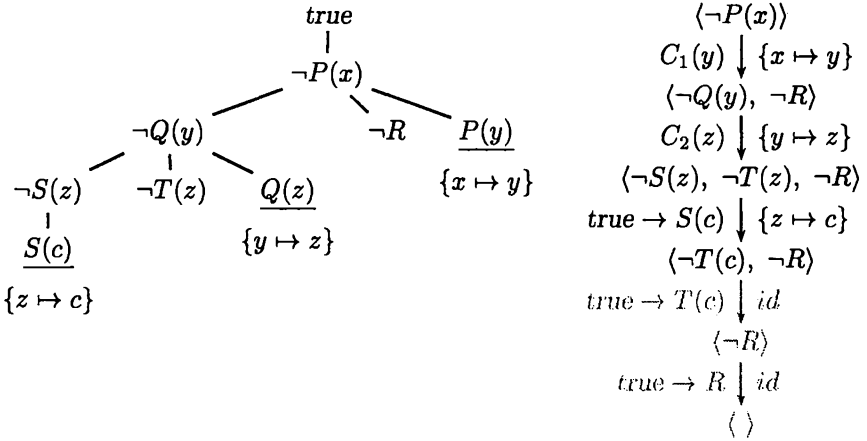 true
¬P(x)
¬Q(y) ¬R P(y)
{x ↦ y}
¬S(z) ¬T(z) Q(z)
{y ↦ z}
S(c)
{z ↦ c}
⟨¬P(x)⟩
C₁(y) {x ↦ y}
⟨¬Q(y), ¬R⟩
C₂(z) {y ↦ z}
⟨¬S(z), ¬T(z), ¬R⟩
true → S(c) {z ↦ c}
⟨¬T(c), ¬R⟩
true → T(c) id
⟨¬R⟩
true → R id
⟨ ⟩